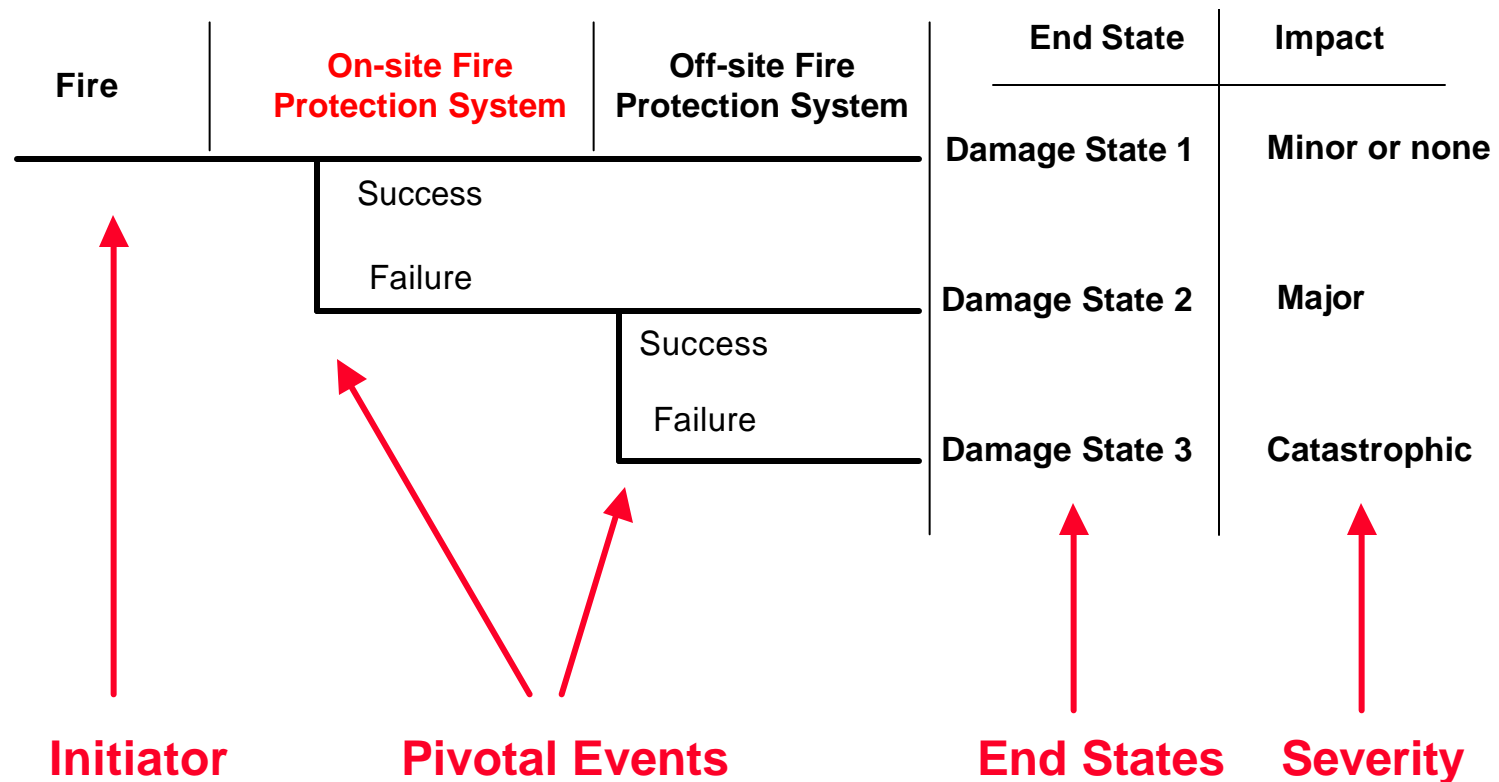 Fire
On-site Fire
Protection System
Off-site Fire
Protection System
End State
Impact
Damage State 1
Minor or none
Success
Failure
Damage State 2
Major
Success
Failure
Damage State 3
Catastrophic
Initiator
Pivotal Events
End States
Severity